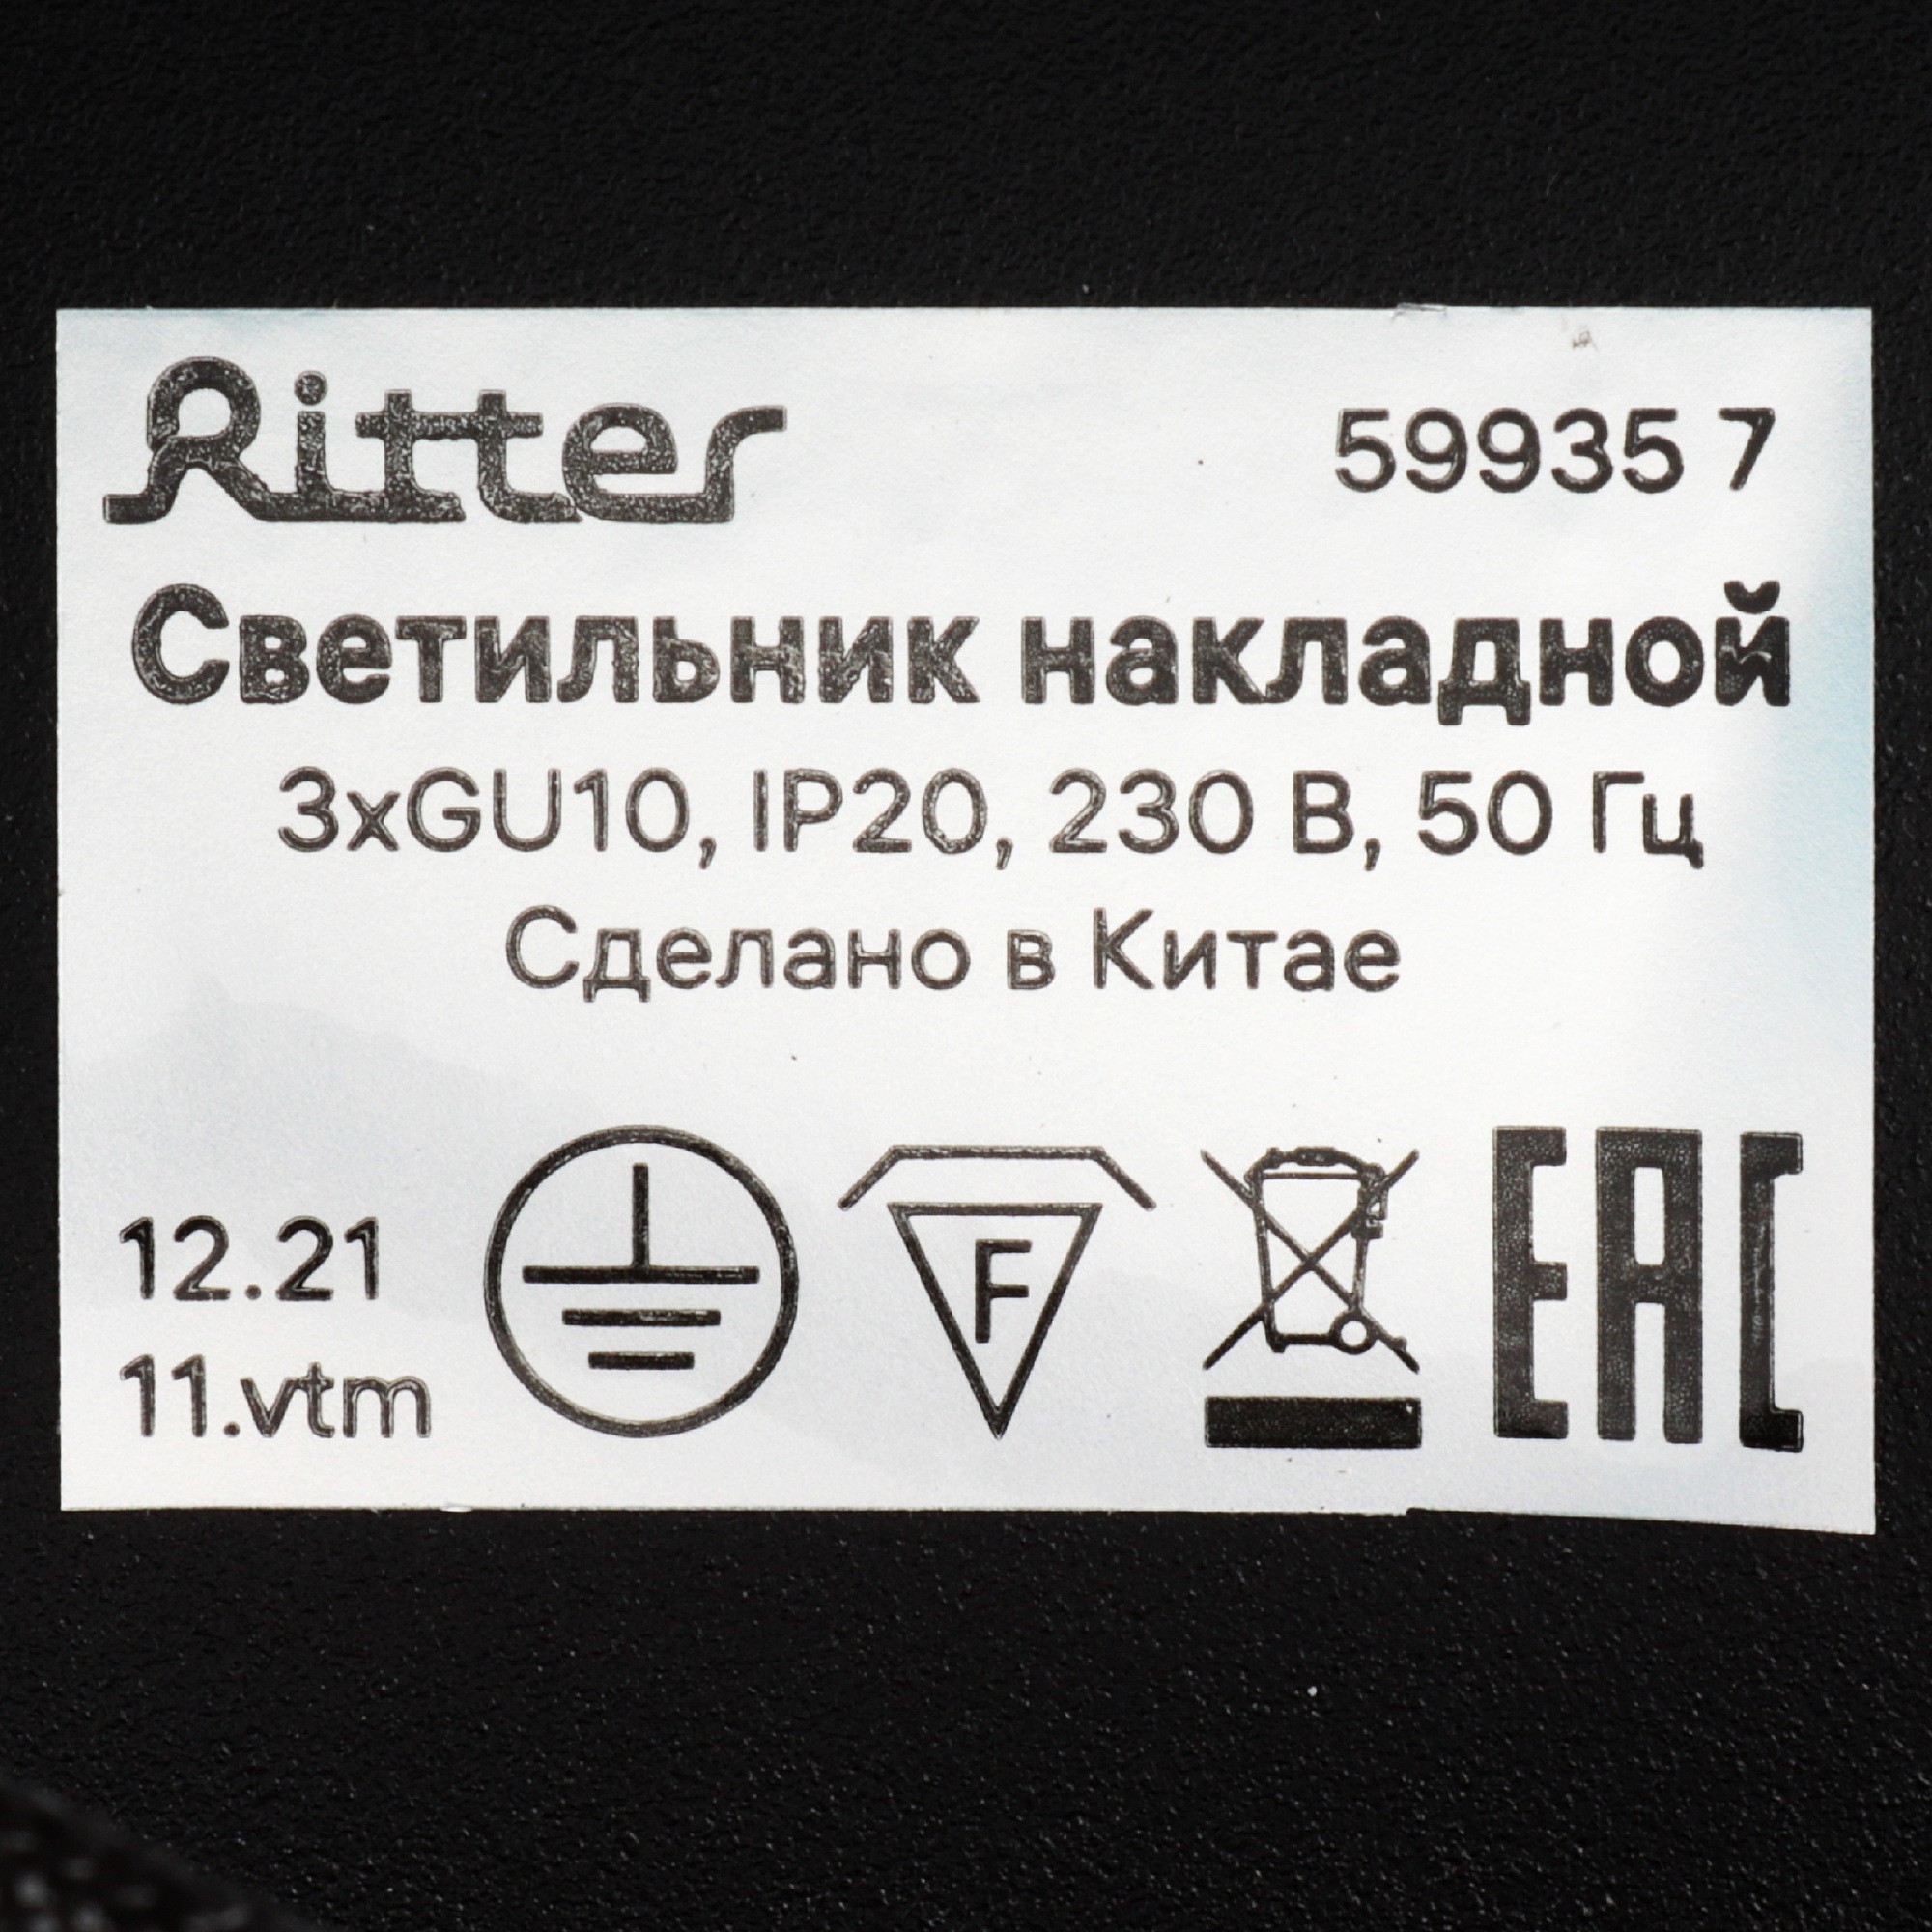 Ritter
59935 7
Светильник накладной
3xGU10, IP20, 230 В, 50 Гц
Сделано в Китае
12.21
11.vtm
F
EAC